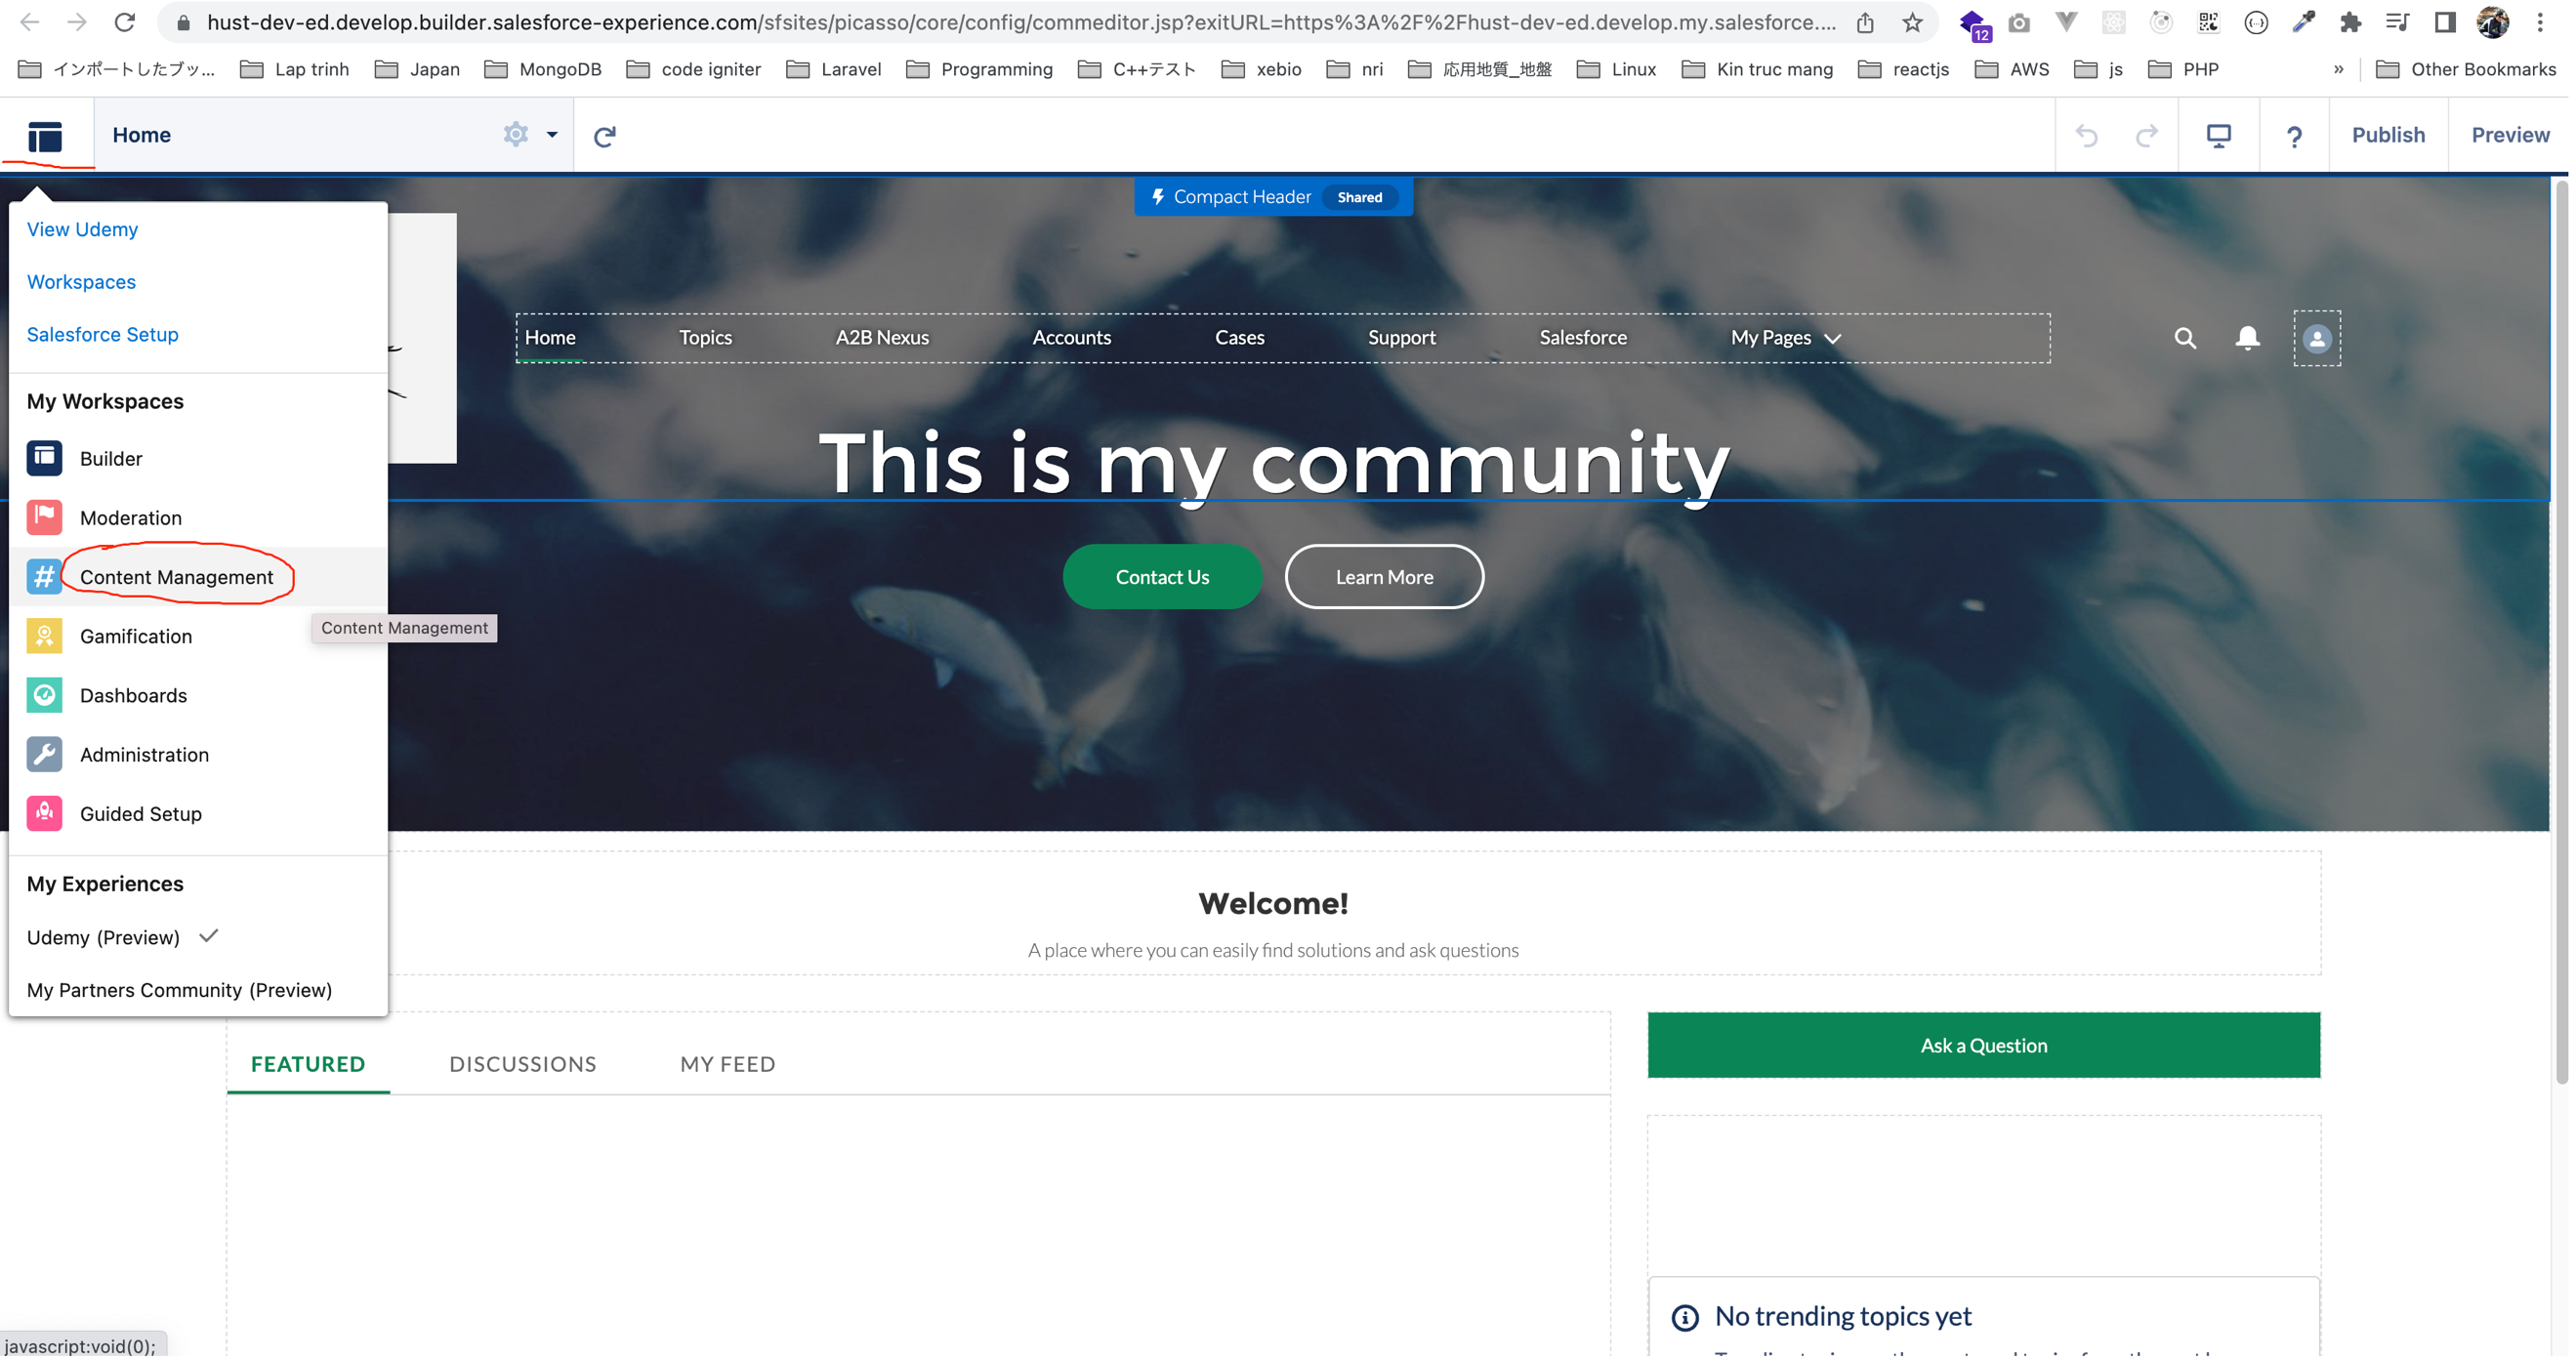 hust-dev-ed.develop.builder.salesforce-experience.com/sfsites/picasso/core/config/commeditor.jsp?exitURL=https%3A%2F%2Fhust-dev-ed.develop.my.salesforce....
12
インポートしたブッ... Lap trinh Japan MongoDB code igniter Laravel Programming C++テスト xebio nri 応用地質_地盤 Linux Kin truc mang reactjs AWS js PHP » Other Bookmarks
Home ? Publish Preview
Compact Header Shared
View Udemy
Workspaces
Salesforce Setup
My Workspaces
Builder
Moderation
# Content Management
Gamification
Dashboards
Administration
Guided Setup
My Experiences
Udemy (Preview)
My Partners Community (Preview)
Content Management
Home Topics A2B Nexus Accounts Cases Support Salesforce My Pages
This is my community
Contact Us Learn More
Welcome!
A place where you can easily find solutions and ask questions
FEATURED DISCUSSIONS MY FEED
Ask a Question
No trending topics yet
javascript:void(0);